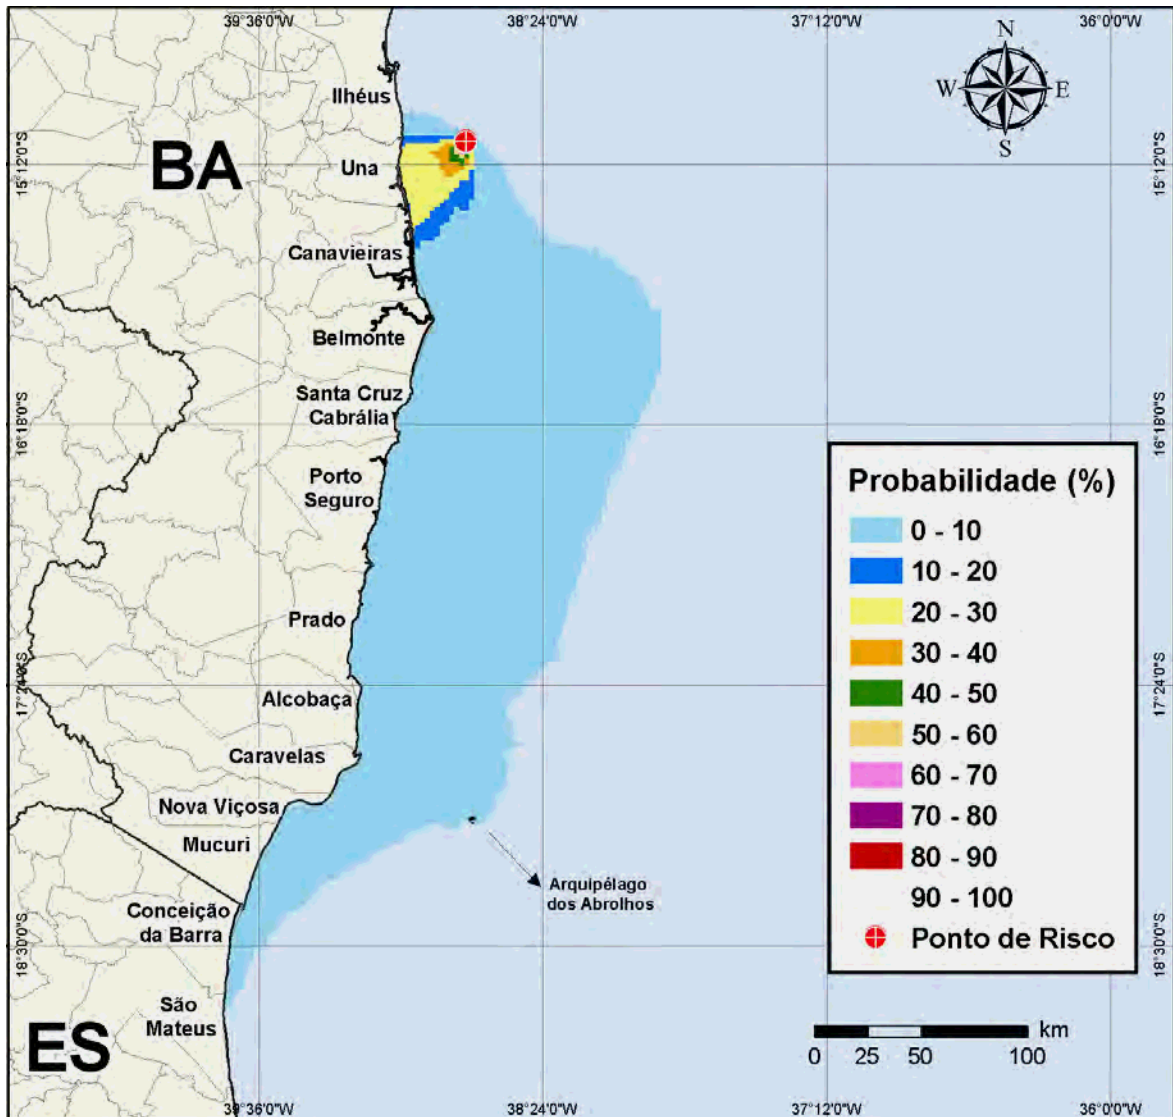 39°36'0"W
38°24'0"W
37°12'0"W
36°0'0"W
N
W
E
S
Ilhéus
BA
Una
15°12'0"S
15°12'0"S
Canavieiras
Belmonte
Santa Cruz
Cabrália
16°18'0"S
16°18'0"S
Porto
Seguro
Probabilidade (%)
0 - 10
10 - 20
20 - 30
30 - 40
40 - 50
50 - 60
60 - 70
70 - 80
80 - 90
90 - 100
Ponto de Risco
Prado
17°24'0"S
17°24'0"S
Alcobaça
Caravelas
Nova Viçosa
Mucuri
Arquipélago
dos Abrolhos
Conceição
da Barra
18°30'0"S
18°30'0"S
São
Mateus
ES
km
0 25 50 100
39°36'0"W
38°24'0"W
37°12'0"W
36°0'0"W